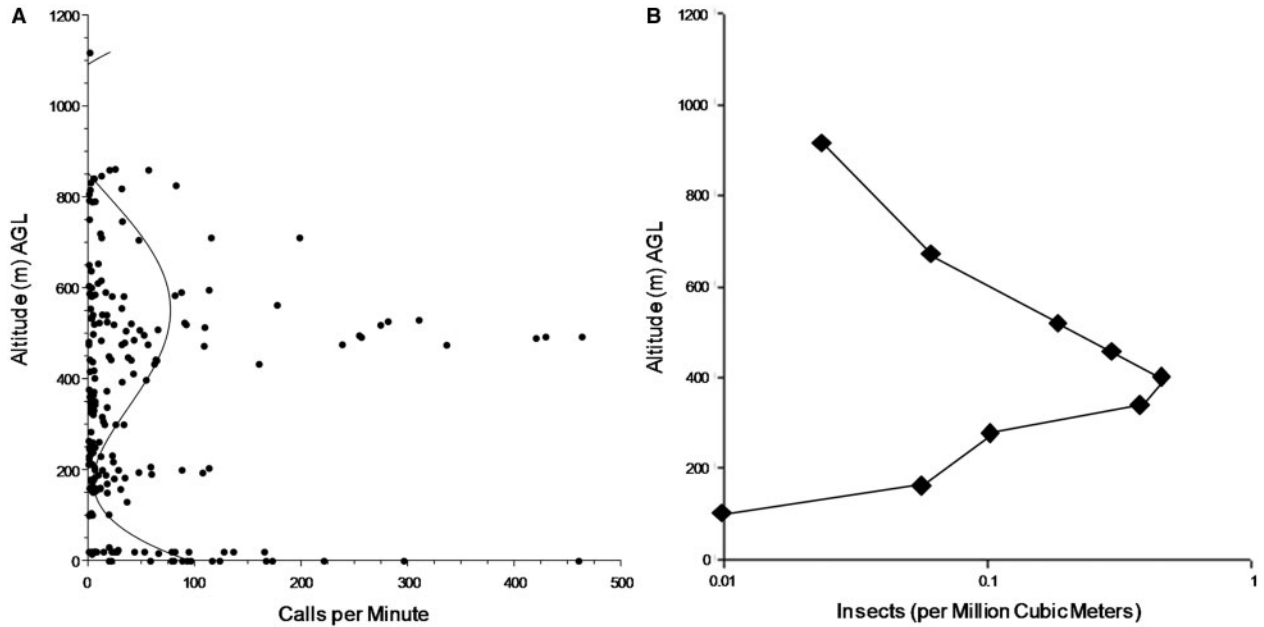 A
1200
1000
800
600
400
200
0
Altitude (m) AGL
0 100 200 300 400 500
Calls per Minute
B
1200
1000
800
600
400
200
0
Altitude (m) AGL
0.01 0.1 1
Insects (per Million Cubic Meters)